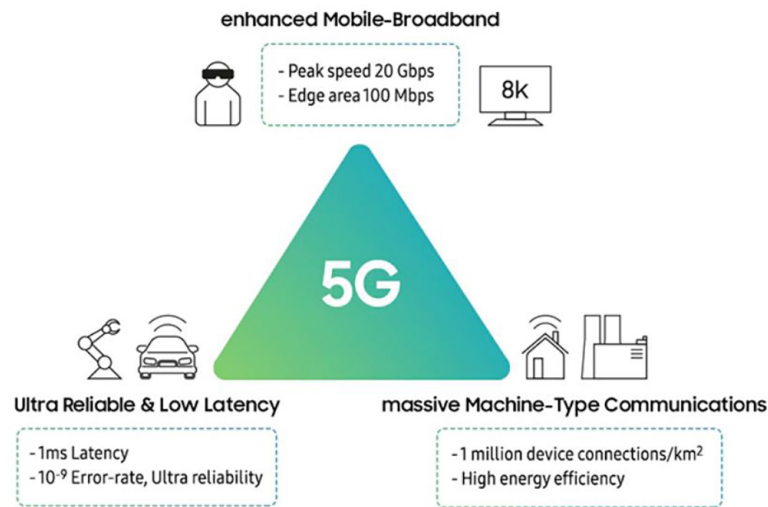 enhanced Mobile-Broadband
- Peak speed 20 Gbps
- Edge area 100 Mbps
8k
5G
Ultra Reliable & Low Latency
- 1ms Latency
- 10⁻⁹ Error-rate, Ultra reliability
massive Machine-Type Communications
- 1 million device connections/km²
- High energy efficiency